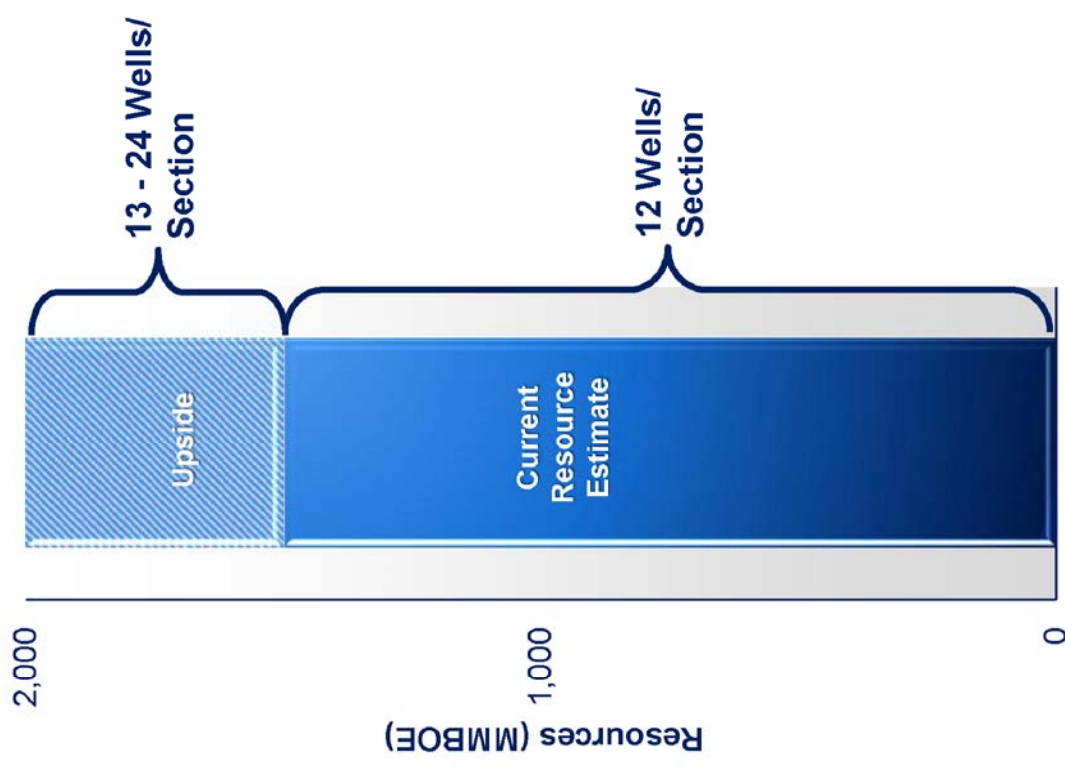 2,000
1,000
0
Resources (MMBOE)
Upside
Current
Resource
Estimate
13 - 24 Wells/
Section
12 Wells/
Section